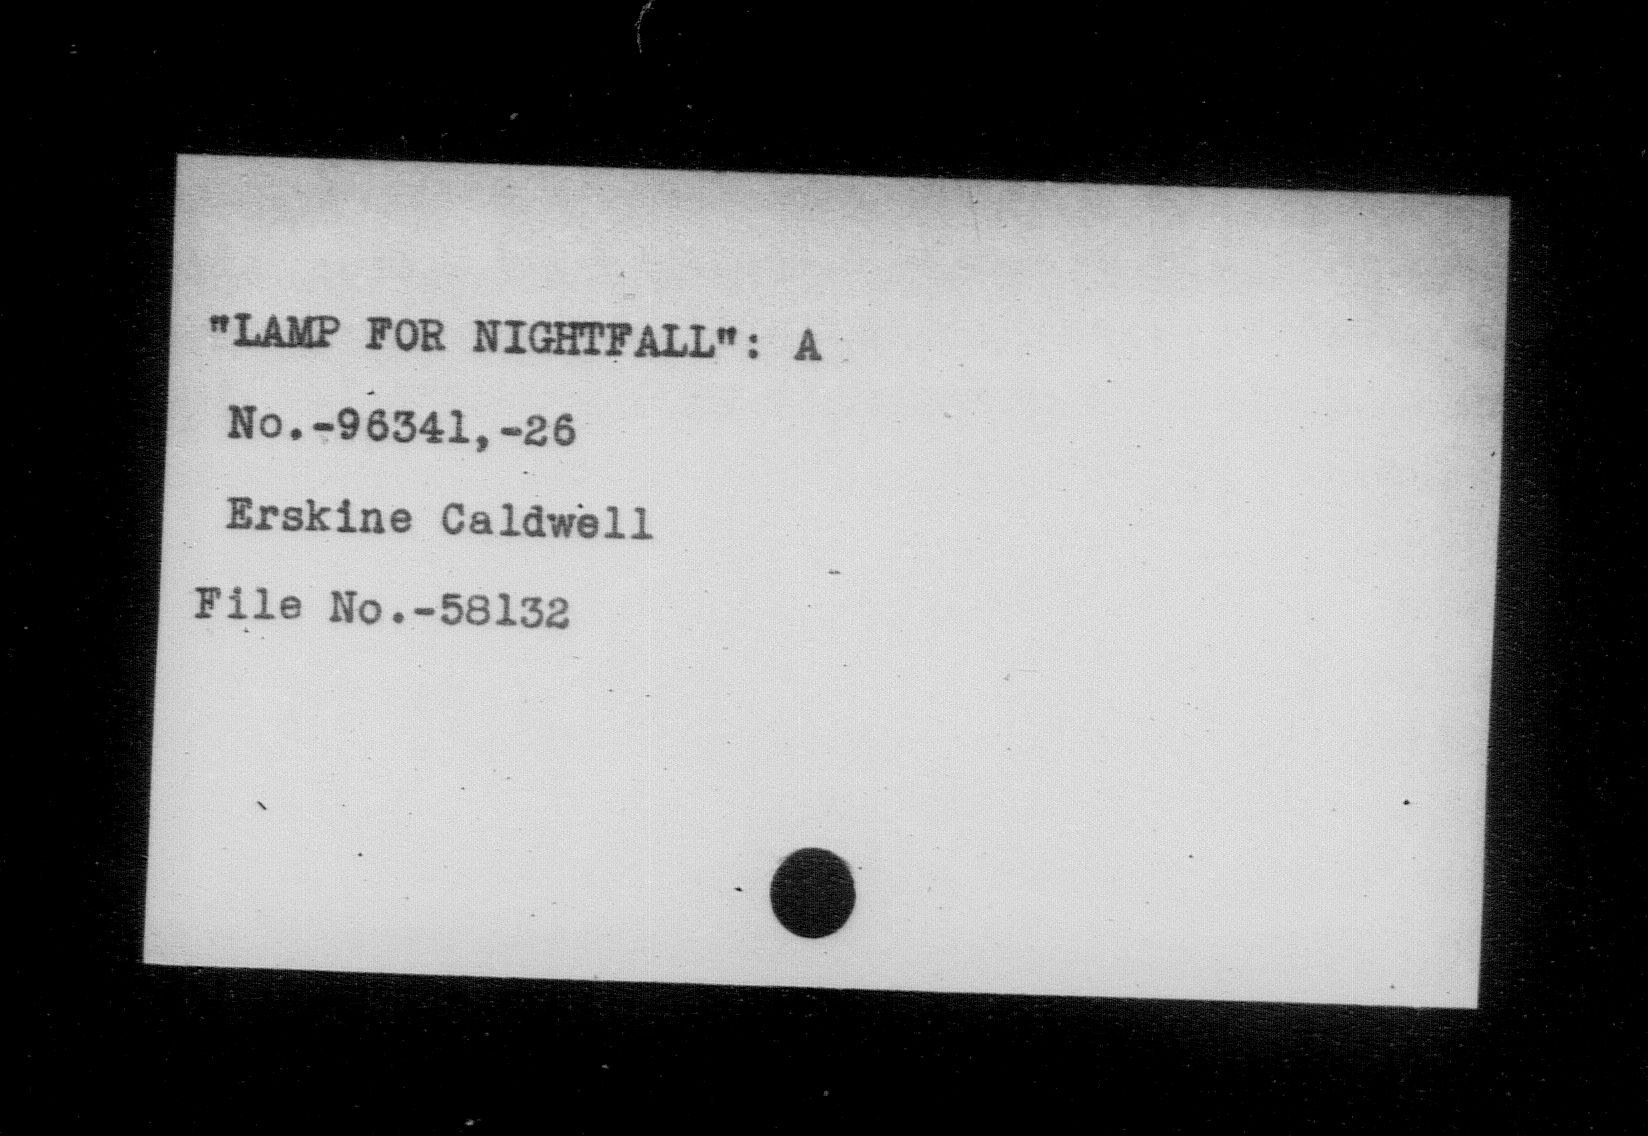 "LAMP FOR NIGHTFALL": A
No.-96341,-26
Erskine Caldwell
File No.-58132